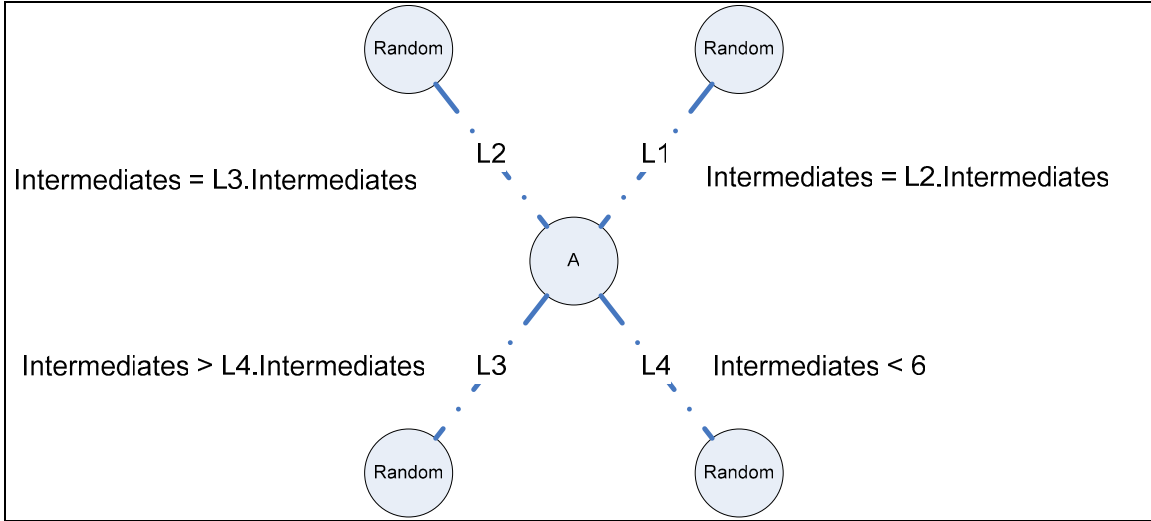 Random
Random
L2
L1
Intermediates = L3.Intermediates
Intermediates = L2.Intermediates
A
Intermediates > L4.Intermediates
L3
L4
Intermediates < 6
Random
Random